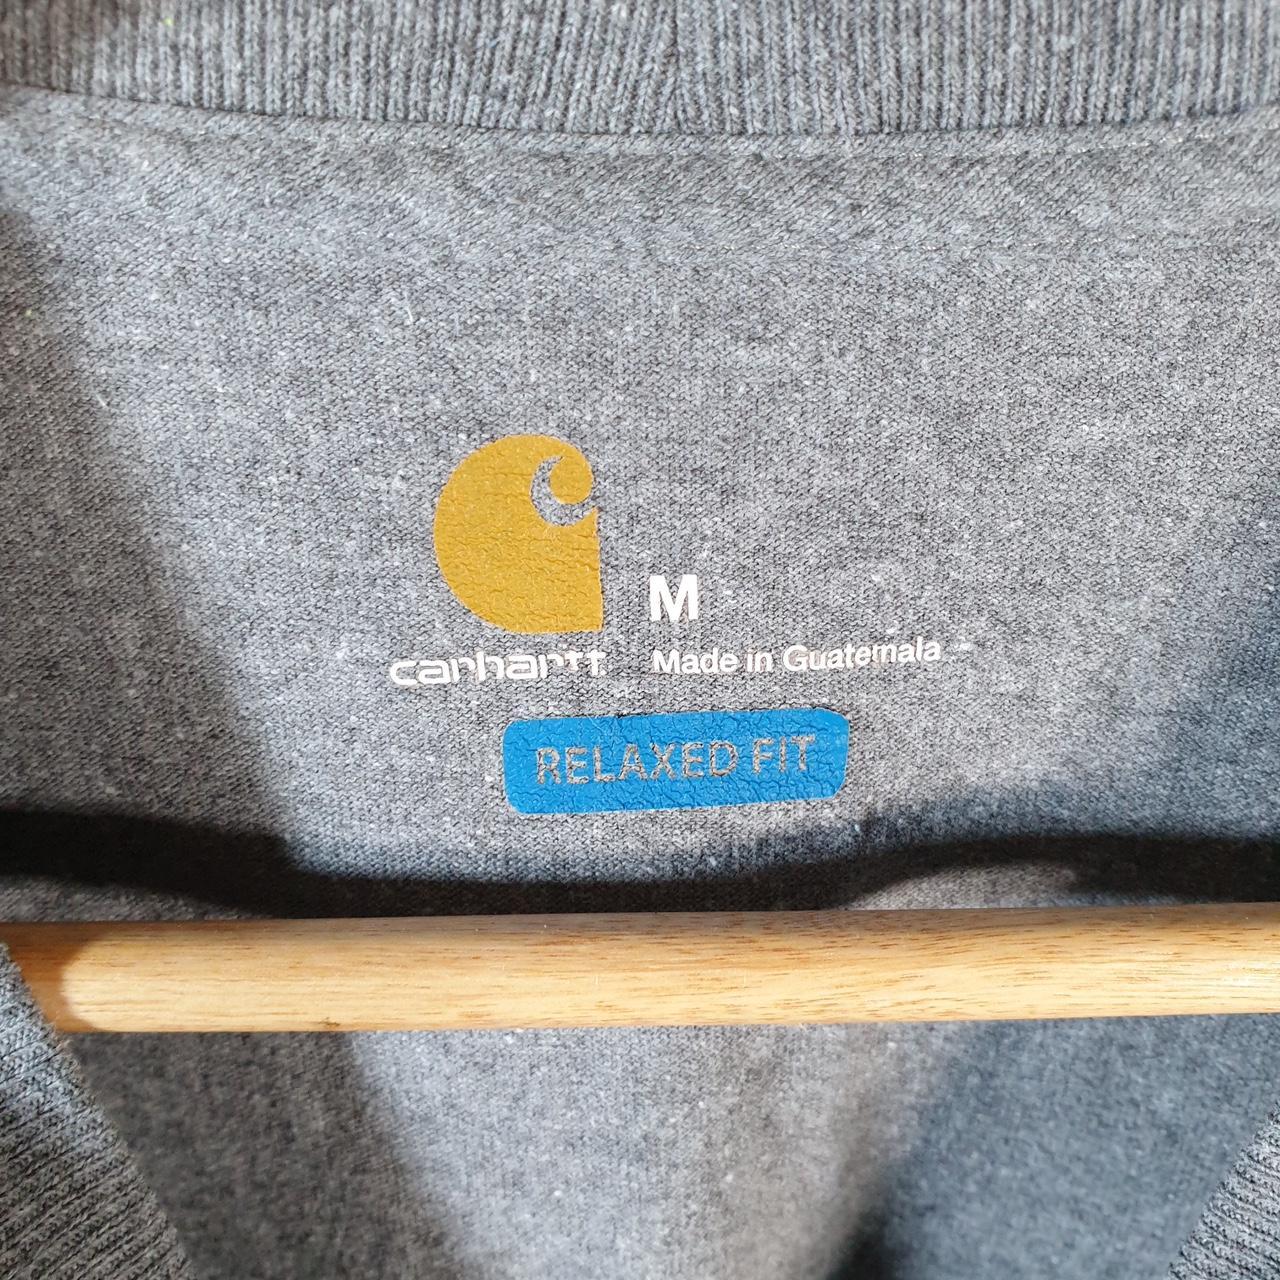 M
carhartt Made in Guatemala
RELAXED FIT